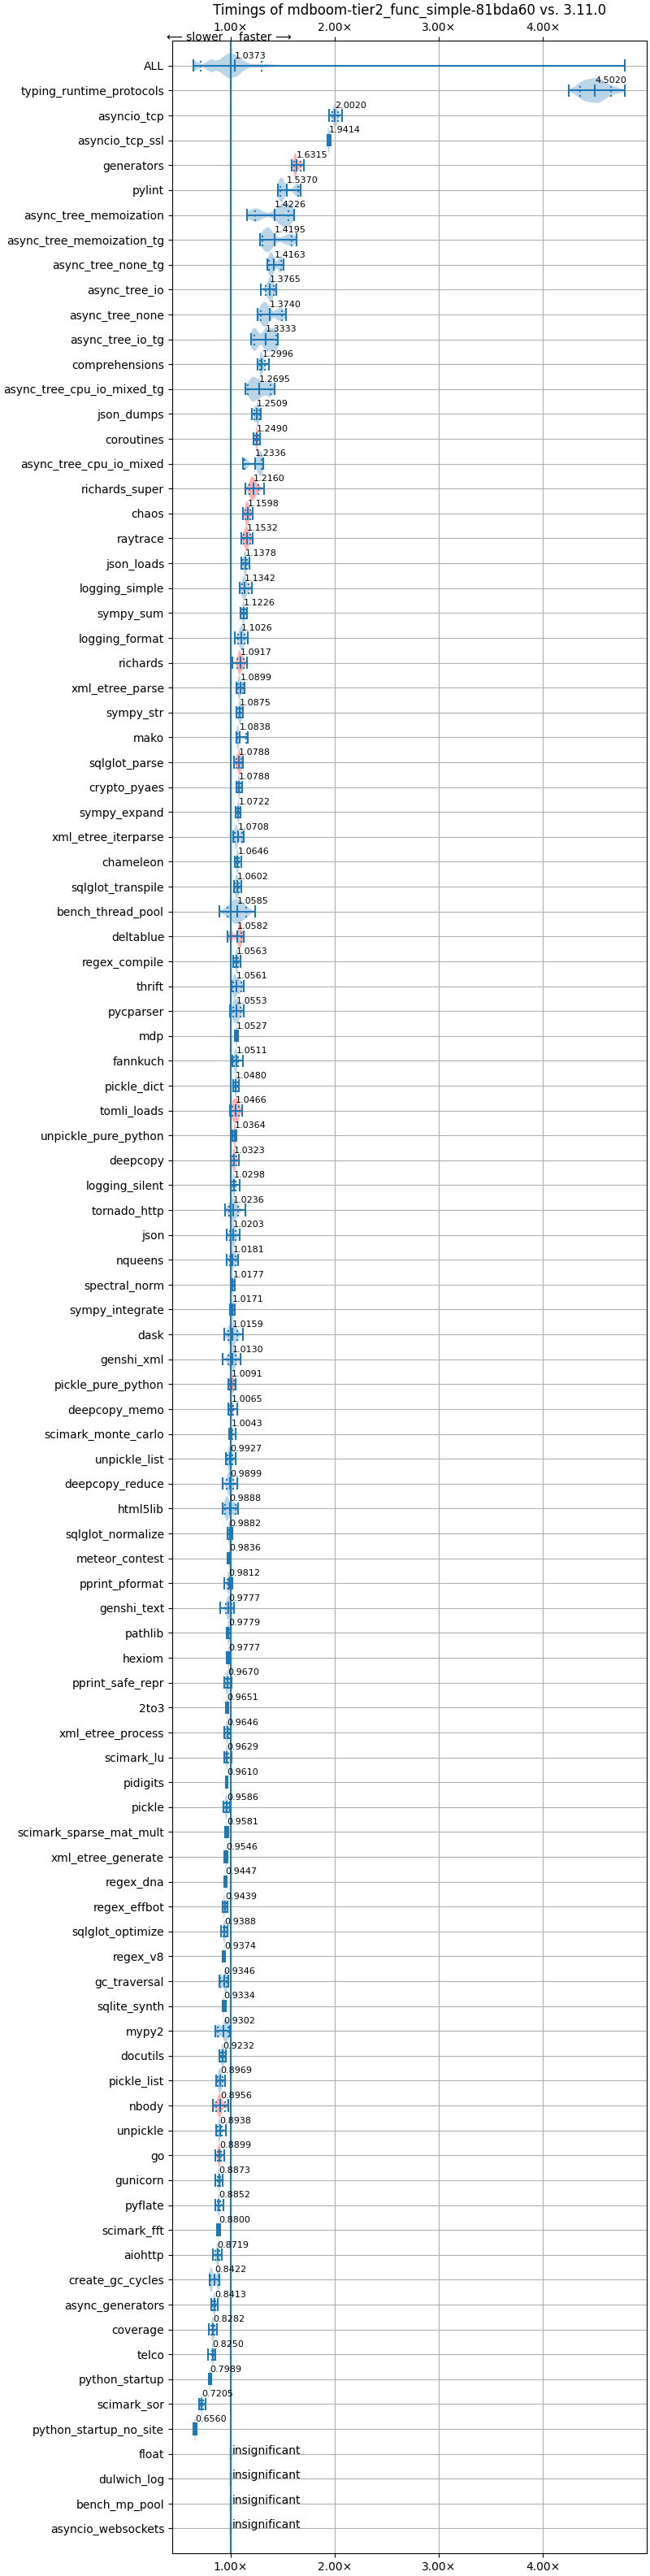 Timings of mdboom-tier2_func_simple-81bda60 vs. 3.11.0
1.00× 2.00× 3.00× 4.00×
⟵ slower faster ⟶
ALL 1.0373
typing_runtime_protocols 4.5020
asyncio_tcp 2.0020
asyncio_tcp_ssl 1.9414
generators 1.6315
pylint 1.5370
async_tree_memoization 1.4226
async_tree_memoization_tg 1.4195
async_tree_none_tg 1.4163
async_tree_io 1.3765
async_tree_none 1.3740
async_tree_io_tg 1.3333
comprehensions 1.2996
async_tree_cpu_io_mixed_tg 1.2695
json_dumps 1.2509
coroutines 1.2490
async_tree_cpu_io_mixed 1.2336
richards_super 1.2160
chaos 1.1598
raytrace 1.1532
json_loads 1.1378
logging_simple 1.1342
sympy_sum 1.1226
logging_format 1.1026
richards 1.0917
xml_etree_parse 1.0899
sympy_str 1.0875
mako 1.0838
sqlglot_parse 1.0788
crypto_pyaes 1.0788
sympy_expand 1.0722
xml_etree_iterparse 1.0708
chameleon 1.0646
sqlglot_transpile 1.0602
bench_thread_pool 1.0585
deltablue 1.0582
regex_compile 1.0563
thrift 1.0561
pycparser 1.0553
mdp 1.0527
fannkuch 1.0511
pickle_dict 1.0480
tomli_loads 1.0466
unpickle_pure_python 1.0364
deepcopy 1.0323
logging_silent 1.0298
tornado_http 1.0236
json 1.0203
nqueens 1.0181
spectral_norm 1.0177
sympy_integrate 1.0171
dask 1.0159
genshi_xml 1.0130
pickle_pure_python 1.0091
deepcopy_memo 1.0065
scimark_monte_carlo 1.0043
unpickle_list 0.9927
deepcopy_reduce 0.9899
html5lib 0.9888
sqlglot_normalize 0.9882
meteor_contest 0.9836
pprint_pformat 0.9812
genshi_text 0.9777
pathlib 0.9779
hexiom 0.9777
pprint_safe_repr 0.9670
2to3 0.9651
xml_etree_process 0.9646
scimark_lu 0.9629
pidigits 0.9610
pickle 0.9586
scimark_sparse_mat_mult 0.9581
xml_etree_generate 0.9546
regex_dna 0.9447
regex_effbot 0.9439
sqlglot_optimize 0.9388
regex_v8 0.9374
gc_traversal 0.9346
sqlite_synth 0.9334
mypy2 0.9302
docutils 0.9232
pickle_list 0.8969
nbody 0.8956
unpickle 0.8938
go 0.8899
gunicorn 0.8873
pyflate 0.8852
scimark_fft 0.8800
aiohttp 0.8719
create_gc_cycles 0.8422
async_generators 0.8413
coverage 0.8282
telco 0.8250
python_startup 0.7989
scimark_sor 0.7205
python_startup_no_site 0.6560
float insignificant
dulwich_log insignificant
bench_mp_pool insignificant
asyncio_websockets insignificant
1.00× 2.00× 3.00× 4.00×